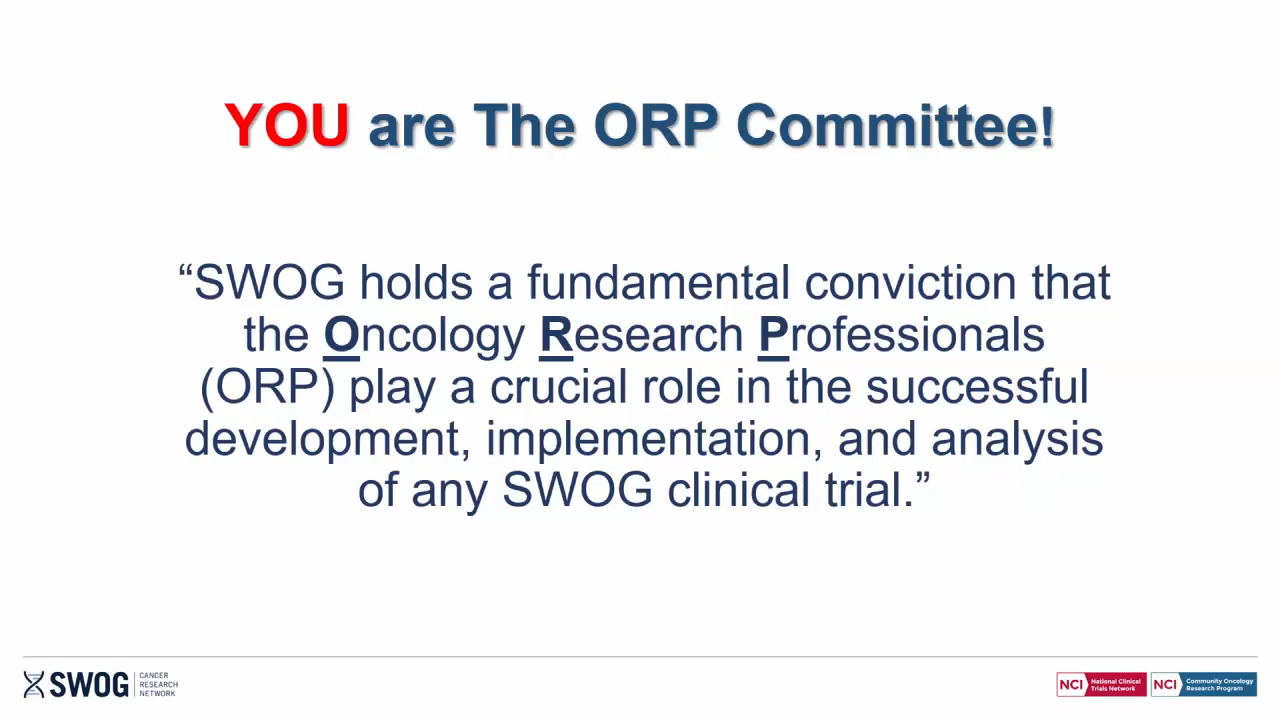 YOU are The ORP Committee!
“SWOG holds a fundamental conviction that
the Oncology Research Professionals
(ORP) play a crucial role in the successful
development, implementation, and analysis
of any SWOG clinical trial.”
SWOG
CANCER
RESEARCH
NETWORK
NCI
National Clinical
Trials Network
NCI
Community Oncology
Research Program